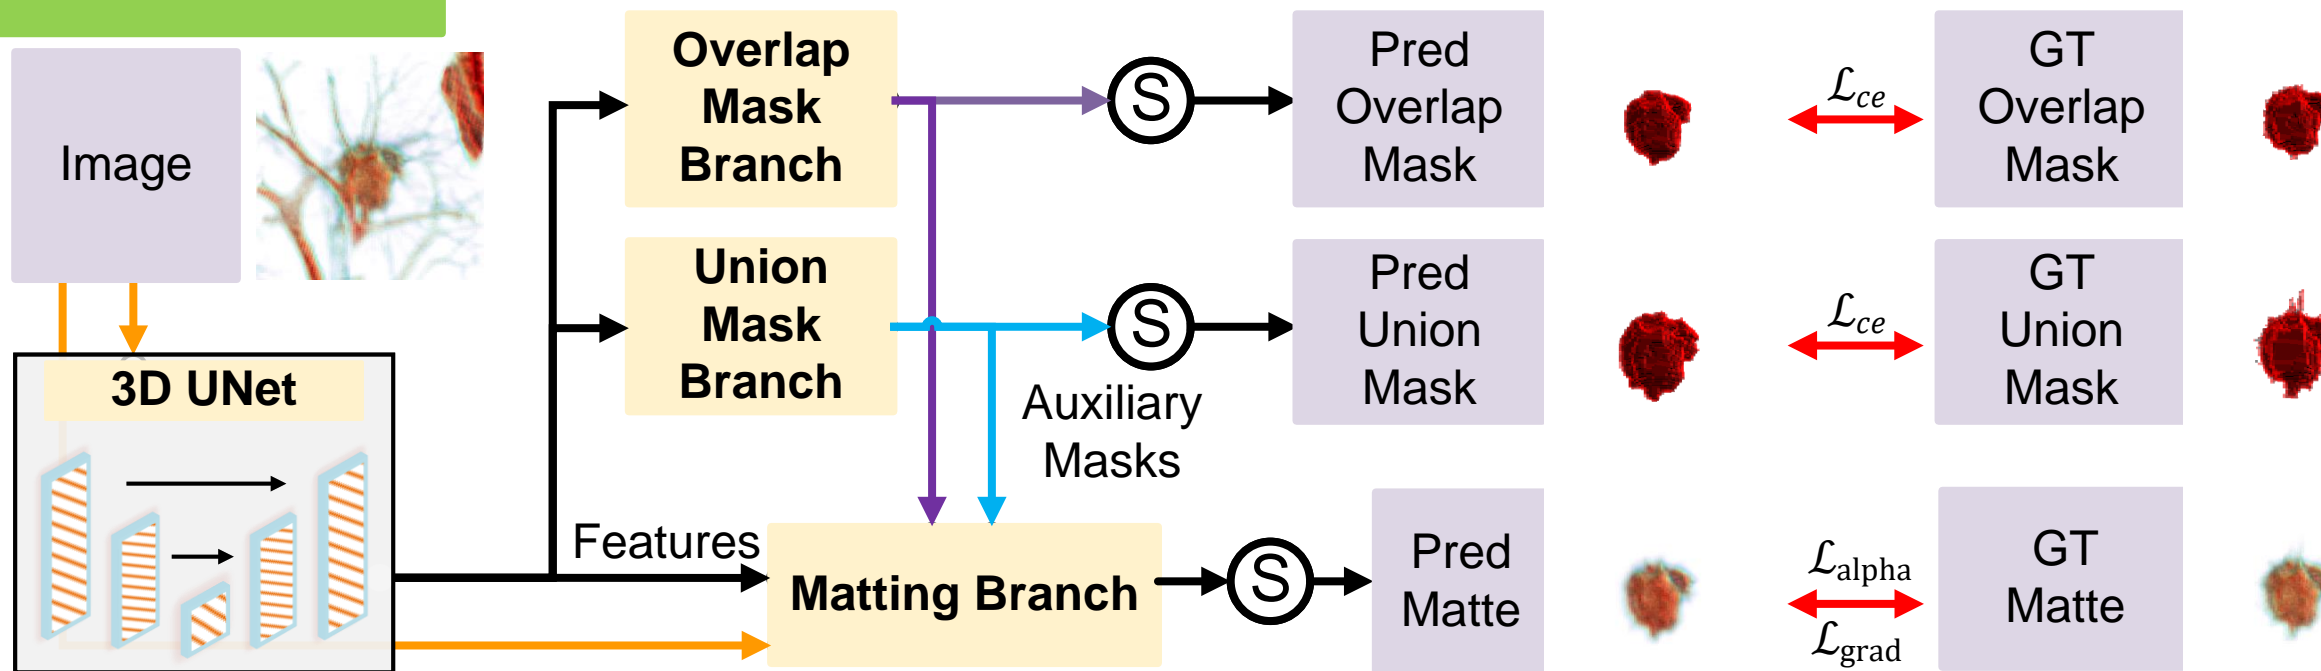 Image
3D UNet
Overlap
Mask
Branch
Union
Mask
Branch
Auxiliary
Masks
Features
Matting Branch
S
S
S
Pred
Overlap
Mask
Pred
Union
Mask
Pred
Matte
ℒce
ℒce
ℒalpha
ℒgrad
GT
Overlap
Mask
GT
Union
Mask
GT
Matte